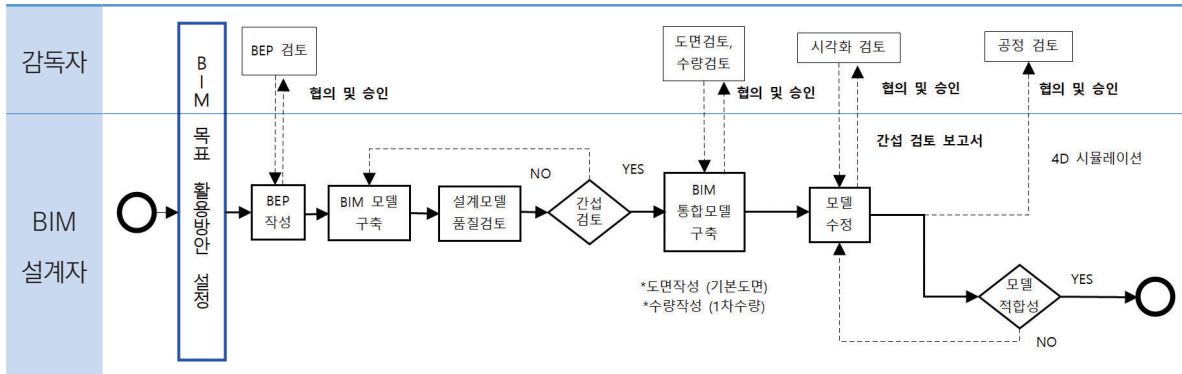 감독자
BIM 목표 활용방안 설정
BEP 검토
협의 및 승인
도면검토,
수량검토
협의 및 승인
시각화 검토
협의 및 승인
공정 검토
협의 및 승인
간섭 검토 보고서
4D 시뮬레이션
BIM
설계자
BEP
작성
BIM 모델
구축
설계모델
품질검토
NO
간섭
검토
YES
BIM
통합모델
구축
*도면작성 (기본도면)
*수량작성 (1차수량)
모델
수정
모델
적합성
YES
NO